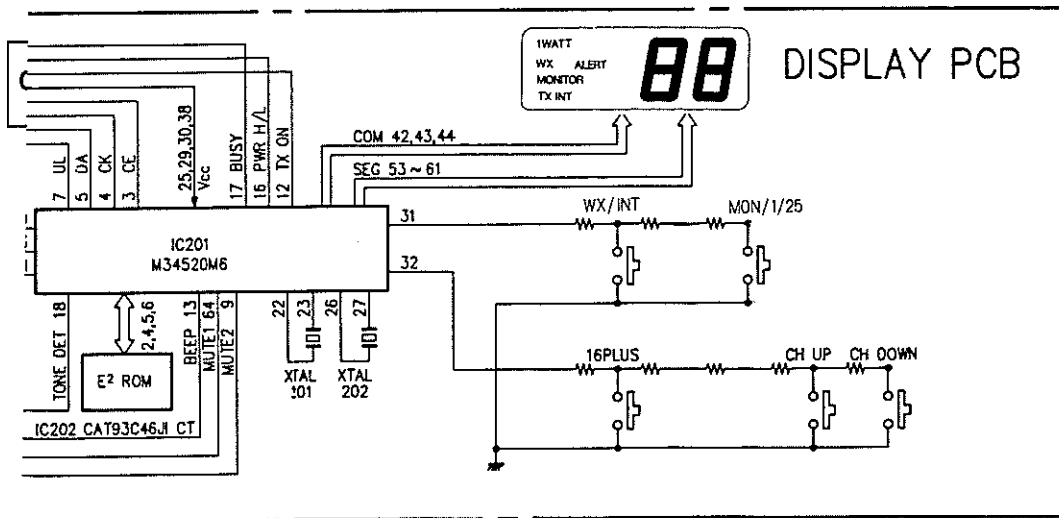 1WATT
WX ALERT
MONITOR
TX INT
88
DISPLAY PCB
COM 42,43,44
SEG 53 ~ 61
7 UL
5 DA
4 CK
3 CE
25,29,30,38
Vcc
17 BUSY
16 PWR H/L
12 TX ON
IC201
M34520M6
31
32
WX/INT
MON/1/25
TONE DET 18
2,4,5,6
BEEP 13
MUTE1 64
MUTE2 9
22
23
26
27
E² ROM
XTAL
201
XTAL
202
IC202 CAT93C46JI CT
16PLUS
CH UP
CH DOWN